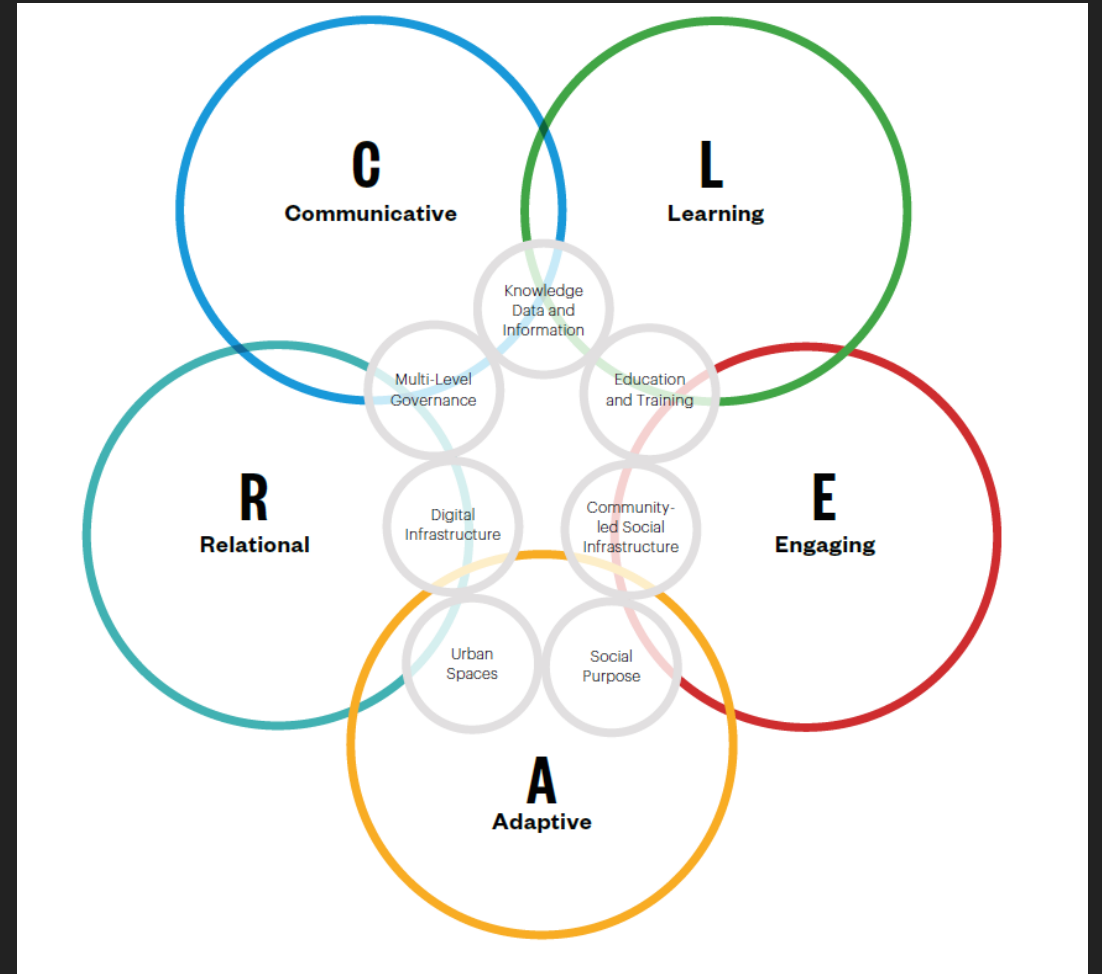 C
Communicative
L
Learning
Knowledge
Data and
Information
Multi-Level
Governance
Education
and Training
R
Relational
Digital
Infrastructure
Community-
led Social
Infrastructure
E
Engaging
Urban
Spaces
Social
Purpose
A
Adaptive